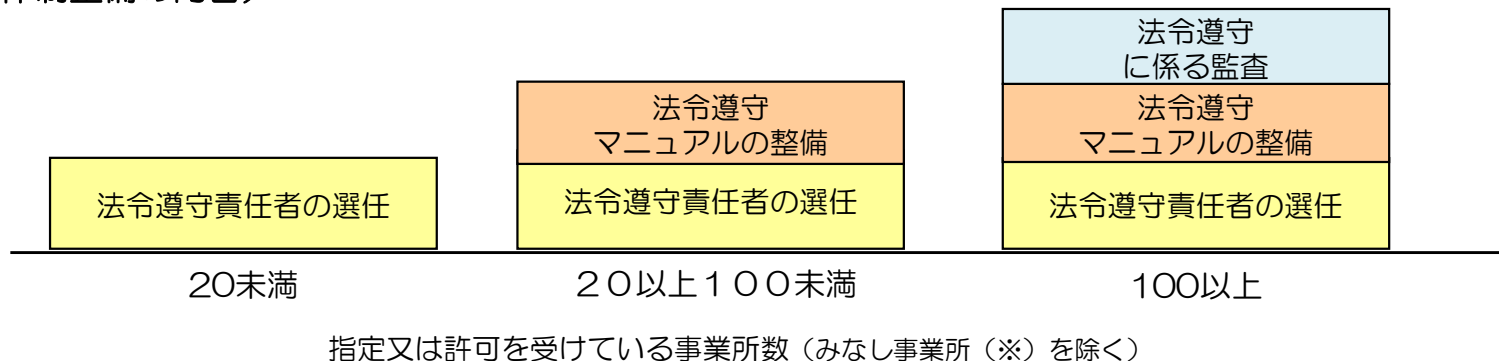 法令遵守
に係る監査
法令遵守
マニュアルの整備
法令遵守
マニュアルの整備
法令遵守責任者の選任
法令遵守責任者の選任
法令遵守責任者の選任
20未満
２０以上１００未満
100以上
指定又は許可を受けている事業所数（みなし事業所（※）を除く）